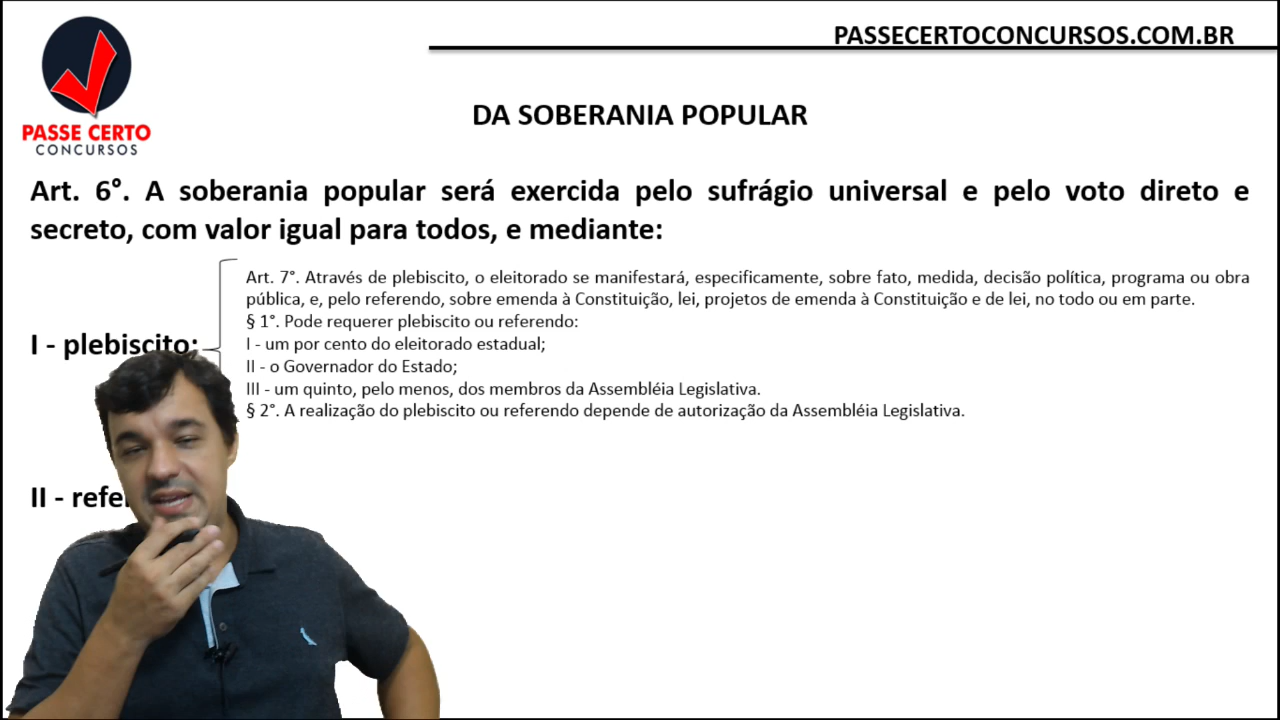 PASSECERTOCONCURSOS.COM.BR
PASSE CERTO
CONCURSOS
DA SOBERANIA POPULAR
Art. 6°. A soberania popular será exercida pelo sufrágio universal e pelo voto direto e
secreto, com valor igual para todos, e mediante:
Art. 7°. Através de plebiscito, o eleitorado se manifestará, especificamente, sobre fato, medida, decisão política, programa ou obra
pública, e, pelo referendo, sobre emenda à Constituição, lei, projetos de emenda à Constituição e de lei, no todo ou em parte.
§ 1°. Pode requerer plebiscito ou referendo:
I - plebiscito;
I - um por cento do eleitorado estadual;
II - o Governador do Estado;
III - um quinto, pelo menos, dos membros da Assembléia Legislativa.
§ 2°. A realização do plebiscito ou referendo depende de autorização da Assembléia Legislativa.
II -